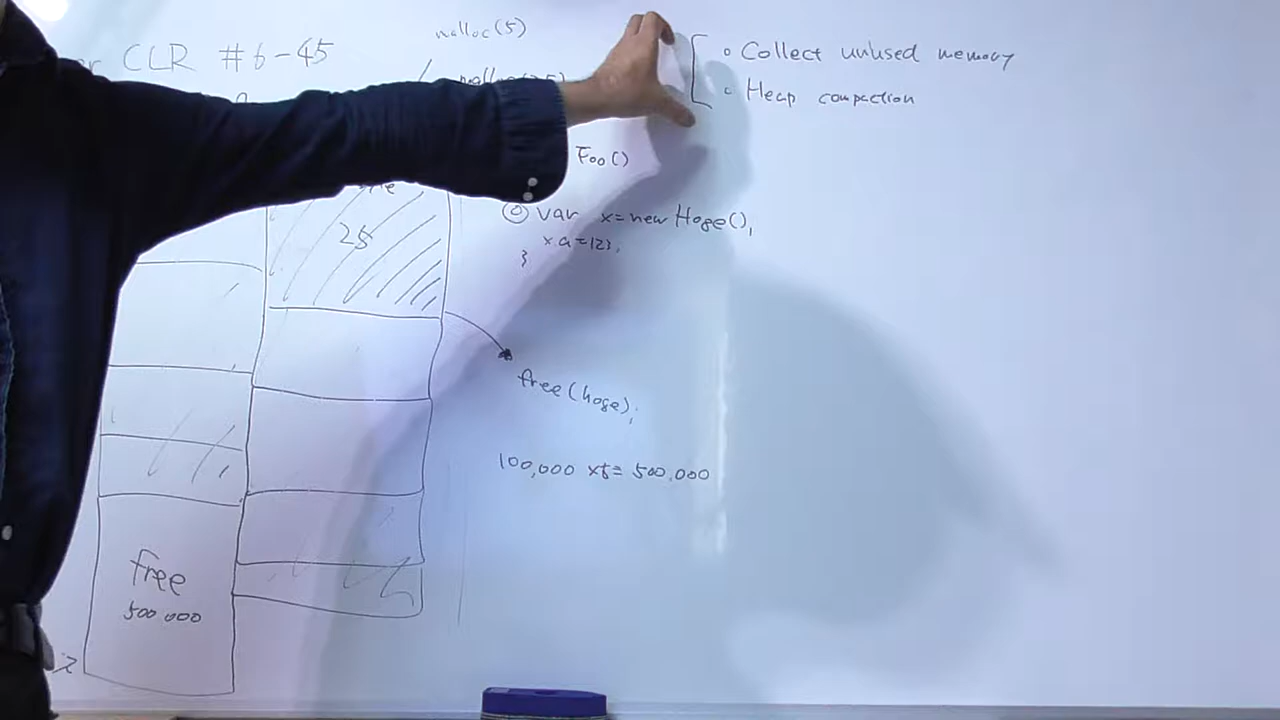 CLR #6-45
malloc(5)
Collect unused memory
Heap compaction
Foo()
var x=new Hoge();
x.a=123;
}
25
free(hoge);
100,000 x5= 500,000
free
500,000